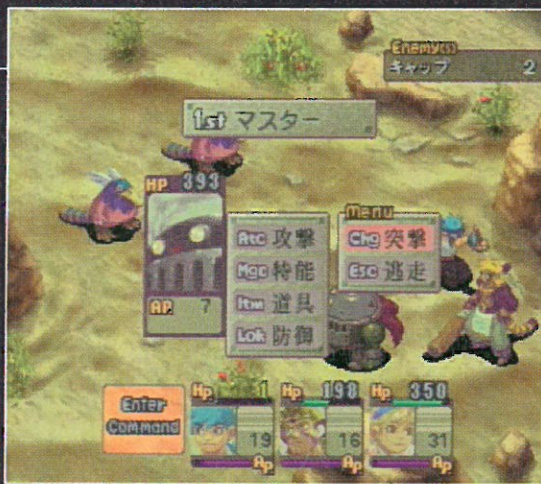 Enemy(s)
キャップ 2
1st マスター
HP 393
AP 7
Atc 攻撃
Mgc 特能
Itm 道具
Lok 防御
Menu
Chg 突撃
Esc 逃走
Enter
Command
Hp 1
19
Ap
Hp 198
16
Ap
Hp 350
31
Ap